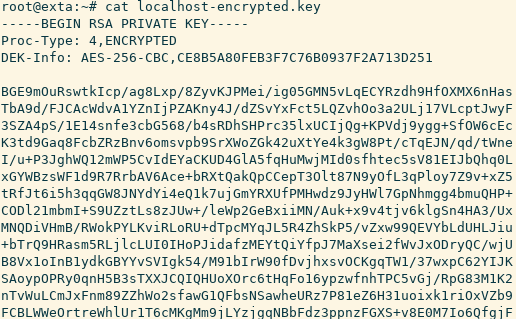 root@exta:~# cat localhost-encrypted.key
-----BEGIN RSA PRIVATE KEY-----
Proc-Type: 4,ENCRYPTED
DEK-Info: AES-256-CBC,CE8B5A80FEB3F7C76B0937F2A713D251

BGE9mOuRswtkIcp/ag8Lxp/8ZyvKJPMei/ig05GMN5vLqECYRzdh9HfOXMX6nHas
TbA9d/FJCAcWdvA1YZnIjPZAKny4J/dZSvYxFct5LQZvhOo3a2ULj17VLcptJwyF
3SZA4pS/1E14snfe3cbG568/b4sRDhSHPrc35lxUCIjQg+KPVdj9ygg+SfOW6cEc
K3td9Gaq8FcbZRzBnv6omsvpb9SrXWoZGk42uXtYe4k3gW8Pt/cTqEJN/qd/tWne
I/u+P3JghWQ12mWP5CvIdEYaCKUD4GlA5fqHuMwjMId0sfhtec5sV81EIJbQhq0L
xGYWBzsWF1d9R7RrbAV6Ace+bRXtQakQpCCepT3Olt87N9yOfL3qPloy7Z9v+xZ5
tRfJt6i5h3qqGW8JNYdYi4eQ1k7ujGmYRXUfPMHwdz9JyHWl7GpNhmgg4bmuQHP+
CODl21mbmI+S9UZztLs8zJUw+/leWp2GeBxiiMN/Auk+x9v4tjv6klgSn4HA3/Ux
MNQDiVHmB/RWokPYLKviRLoRU+dTpcMYqJL5R4ZhSkP5/vZxw99QEVYbLdUHLJiu
+bTrQ9HRasm5RLjlcLUI0IHoPJidafzMEYtQiYfpJ7MaXsei2fWvJxODryQC/wjU
B8Vx1oInB1ydkGBYYvSVIgk54/M91bIrW90fDvjhxsvOCKgqTW1/37wxpC62YIJK
SAoypOPRy0qnH5B3sTXXJCQIQHUoXOrc6tHqFo16ypzwfnhTPC5vGj/RpG83M1K2
nTvWuLCmJxFnm89ZZhWo2sfawG1QFbsNSawheURz7P81eZ6H31uoixk1riOxVZb9
FCBLWWeOrtreWhlUr1T6cMKgMm9jLYzjgqNBbFdz3ppnzFGXS+v8E0M7Io6QfgjF